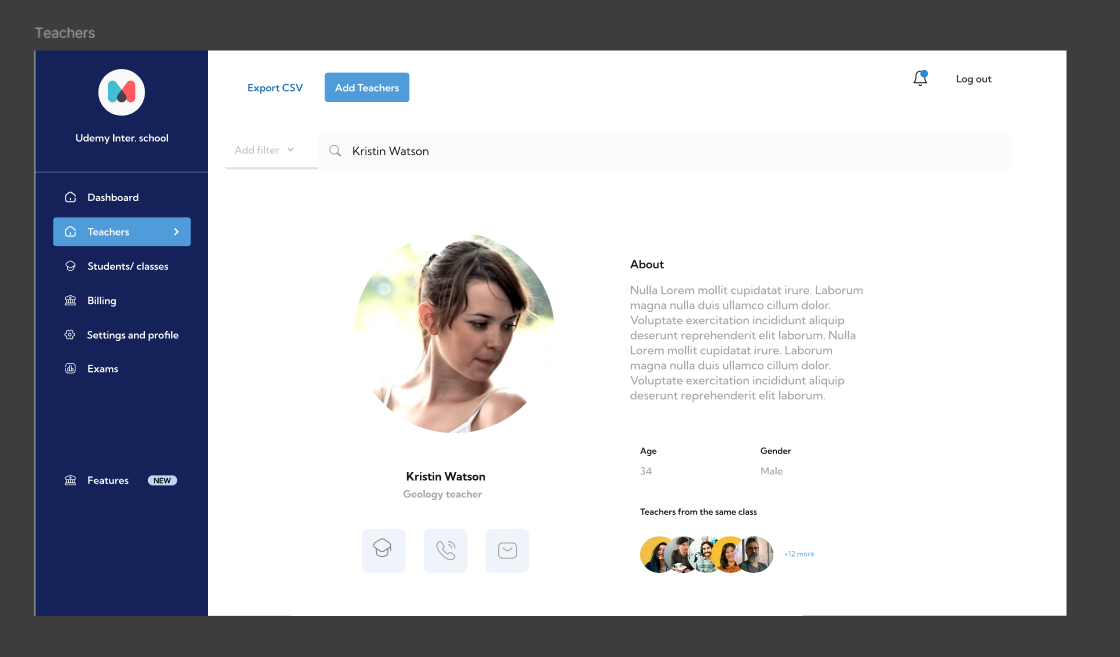 Teachers
Udemy Inter. school
Dashboard
Teachers
Students/ classes
Billing
Settings and profile
Exams
Features NEW
Export CSV
Add Teachers
Log out
Add filter
Kristin Watson
Kristin Watson
Geology teacher
About
Nulla Lorem mollit cupidatat irure. Laborum
magna nulla duis ullamco cillum dolor.
Voluptate exercitation incididunt aliquip
deserunt reprehenderit elit laborum. Nulla
Lorem mollit cupidatat irure. Laborum
magna nulla duis ullamco cillum dolor.
Voluptate exercitation incididunt aliquip
deserunt reprehenderit elit laborum.
Age
34
Gender
Male
Teachers from the same class
+12 more